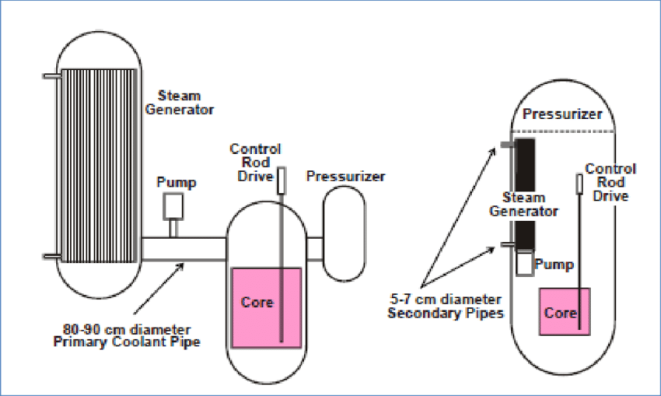 Steam
Generator
Control
Rod
Drive
Pump
Pressurizer
Core
80-90 cm diameter
Primary Coolant Pipe
Pressurizer
Control
Rod
Drive
Steam
Generator
Pump
5-7 cm diameter
Secondary Pipes
Core